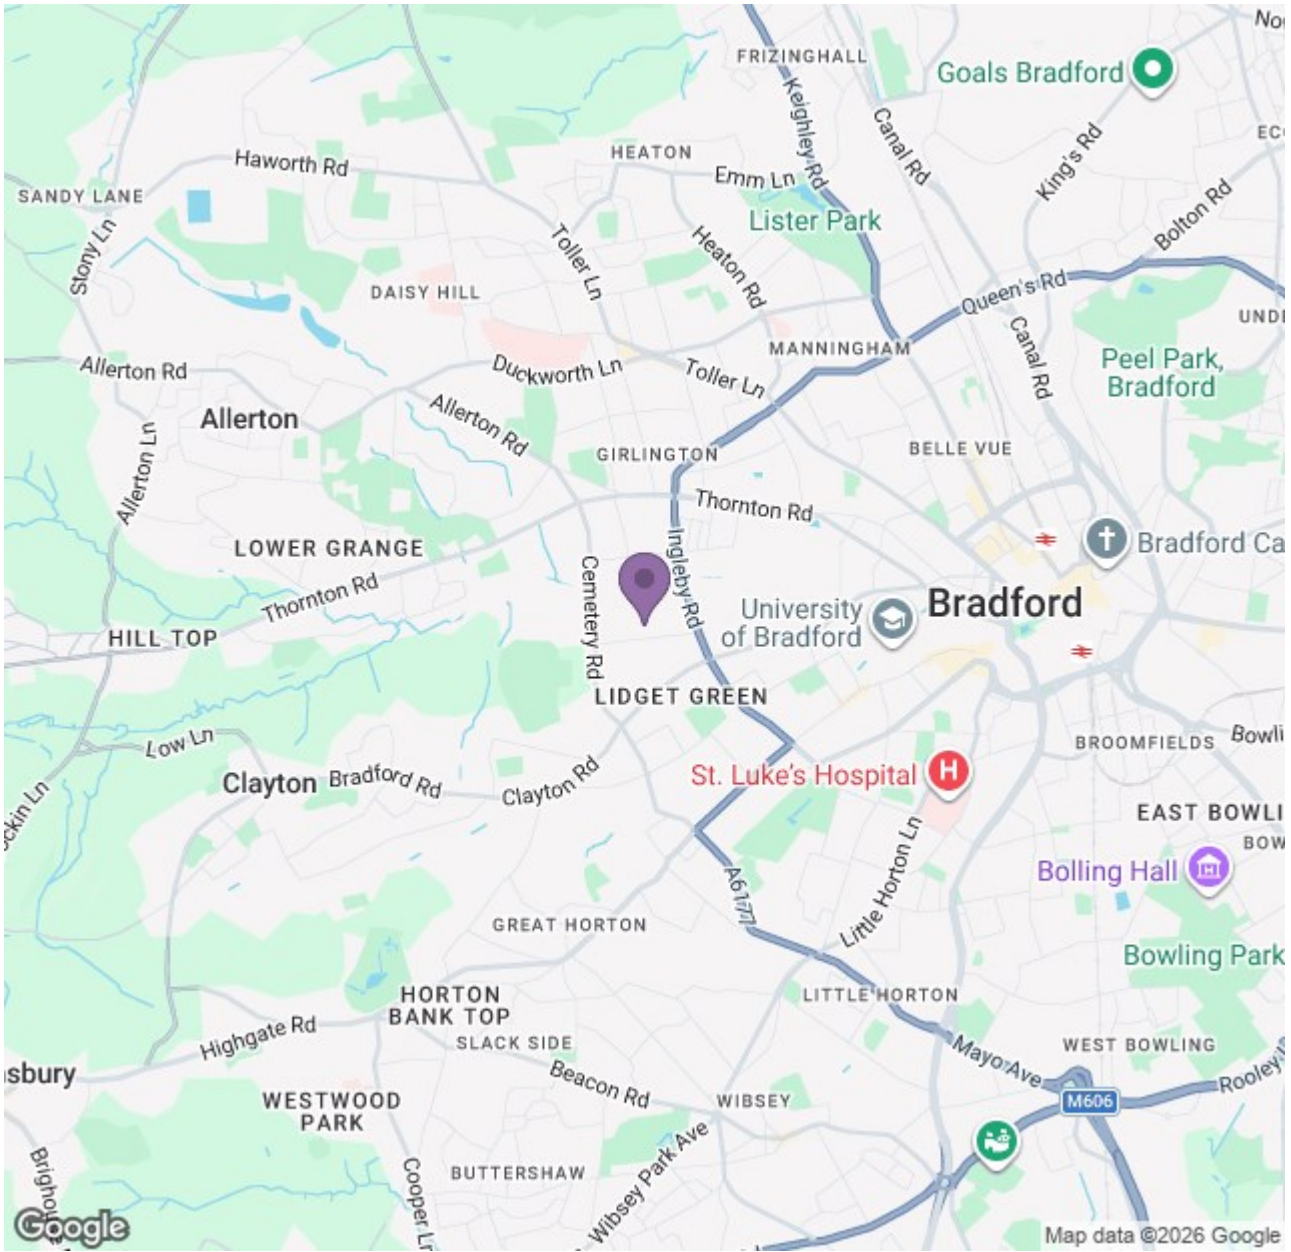 FRIZINGHALL
Goals Bradford
Keighley Rd
Canal Rd
King's Rd
HEATON
Haworth Rd
Emm Ln
SANDY LANE
Lister Park
Bolton Rd
Stony Ln
Toller Ln
Heaton Rd
DAISY HILL
Queen's Rd
Canal Rd
MANNINGHAM
Allerton Rd
Duckworth Ln
Toller Ln
Peel Park,
Bradford
Allerton
Allerton Rd
GIRLINGTON
BELLE VUE
Allerton Ln
Thornton Rd
LOWER GRANGE
Ingleby Rd
Bradford Ca
Thornton Rd
Cemetery Rd
University
of Bradford
Bradford
HILL TOP
LIDGET GREEN
Low Ln
BROOMFIELDS
Bowli
Clayton
Bradford Rd
Clayton Rd
St. Luke's Hospital
H
ckin Ln
EAST BOWLI
BOW
Little Horton Ln
Bolling Hall
A6177
GREAT HORTON
Bowling Park
HORTON
BANK TOP
LITTLE HORTON
Highgate Rd
SLACK SIDE
Mayo Ave
WEST BOWLING
sbury
Beacon Rd
Rooley
WESTWOOD
PARK
WIBSEY
M606
BUTTERSHAW
Wibsey Park Ave
Cooper Ln
Google
Map data ©2026 Google